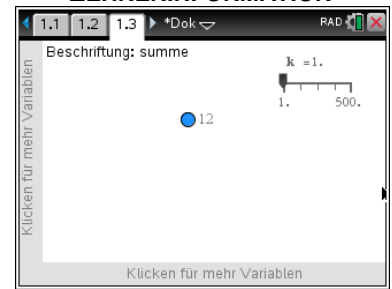 1.1 1.2 1.3 *Dok RAD
Beschriftung: summe
k =1.
1. 500.
12
Klicken für mehr Variablen
Klicken für mehr Variablen